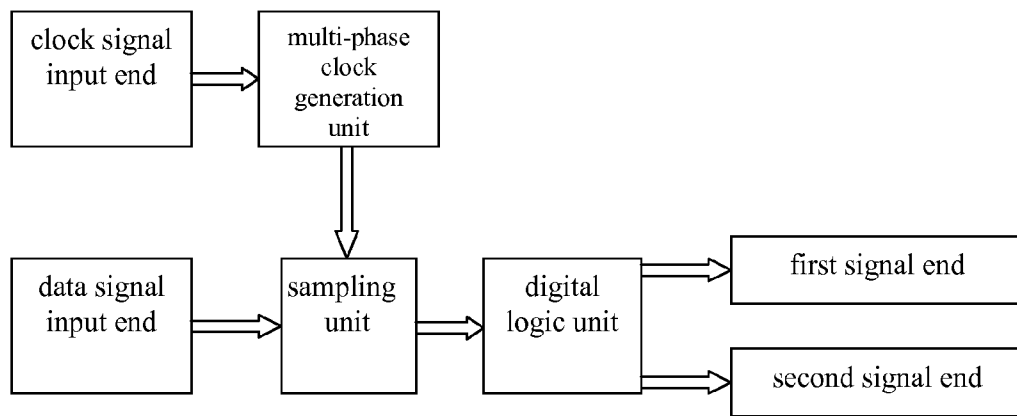 clock signal
input end
multi-phase
clock
generation
unit
data signal
input end
sampling
unit
digital
logic unit
first signal end
second signal end